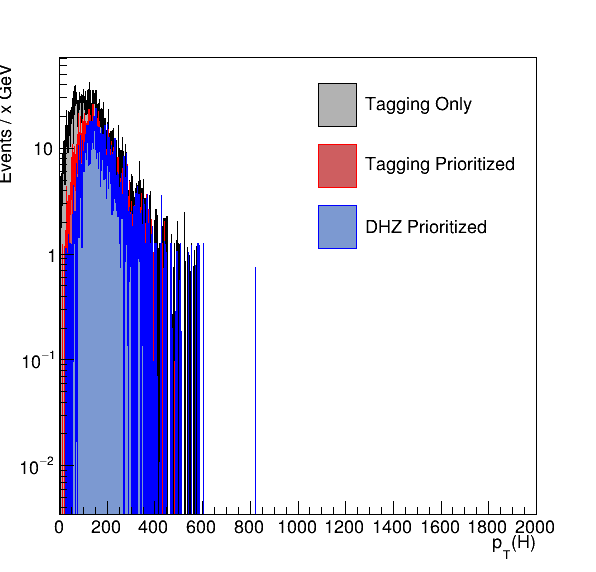 Events / x GeV
Tagging Only
Tagging Prioritized
DHZ Prioritized
10
1
10⁻¹
10⁻²
0 200 400 600 800 1000 1200 1400 1600 1800 2000
p_T(H)